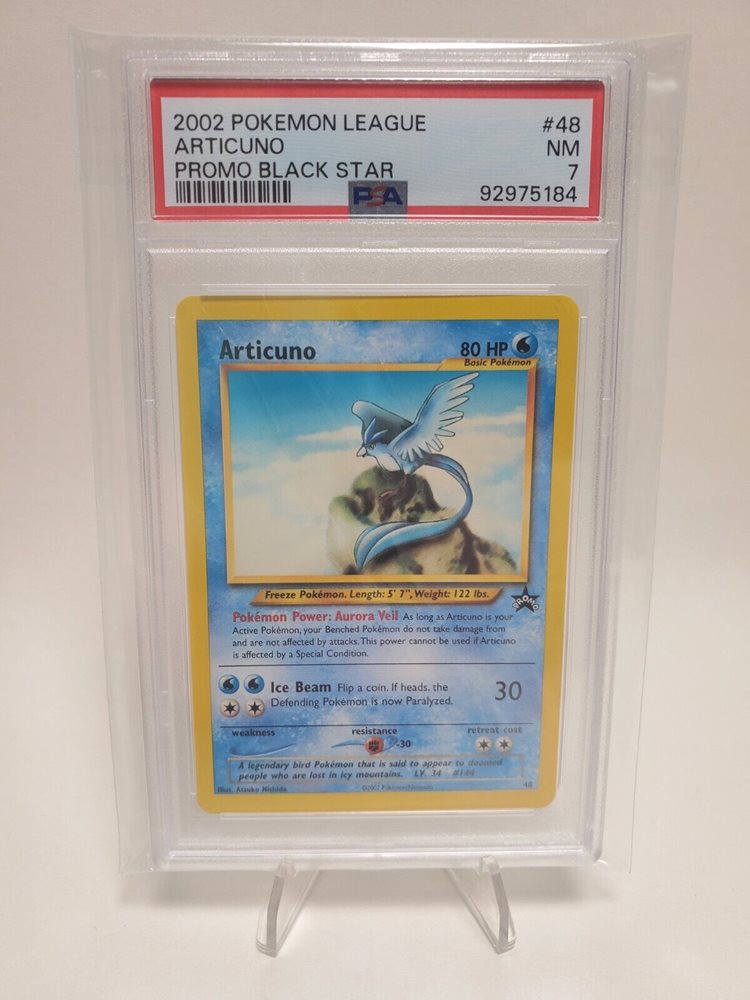 2002 POKEMON LEAGUE #48
ARTICUNO NM
PROMO BLACK STAR 7
PSA 92975184
Articuno 80 HP
Basic Pokémon
Freeze Pokémon. Length: 5' 7", Weight: 122 lbs.
PROMO
Pokémon Power: Aurora Veil As long as Articuno is your
Active Pokémon, your Benched Pokémon do not take damage from
and are not affected by attacks. This power cannot be used if Articuno
is affected by a Special Condition.
Ice Beam Flip a coin. If heads, the 30
Defending Pokémon is now Paralyzed.
weakness resistance retreat cost
-30
A legendary bird Pokémon that is said to appear to doomed
people who are lost in icy mountains. LV. 34 #144
Illus. Atsuko Nishida ©2002 Pokémon/Nintendo 48